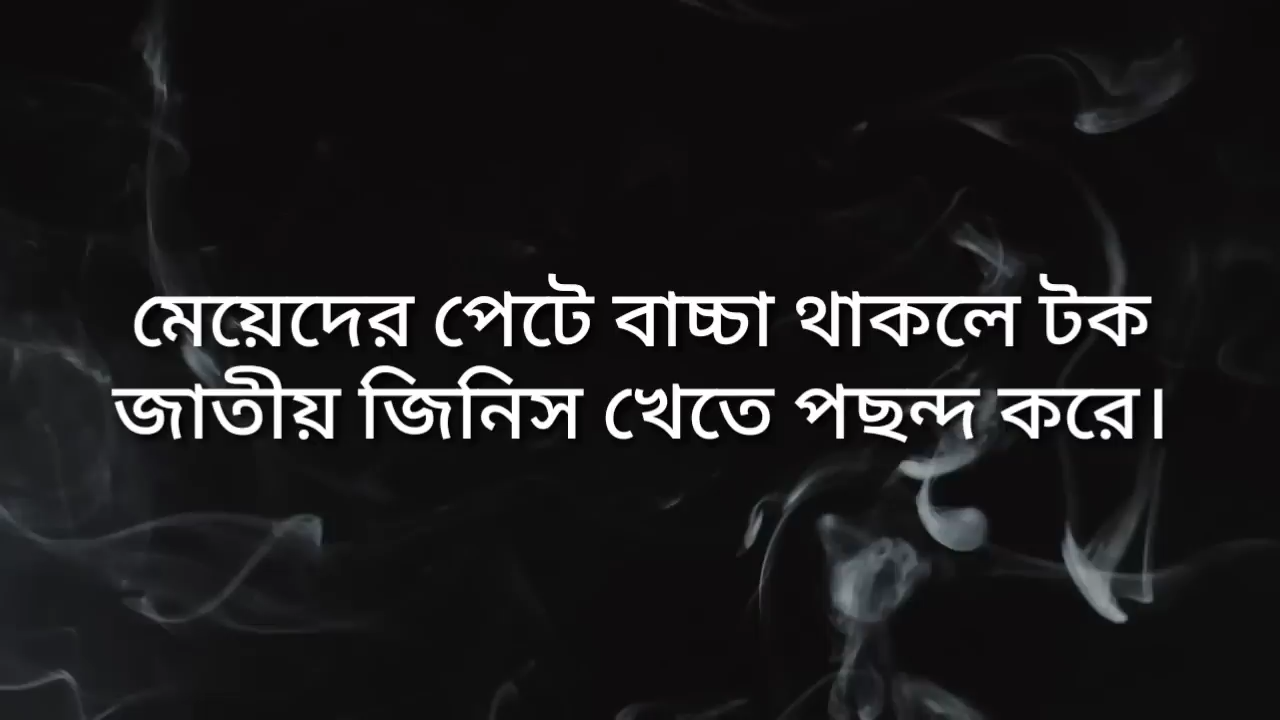 মেয়েদের পেটে বাচ্চা থাকলে টক
জাতীয় জিনিস খেতে পছন্দ করে।